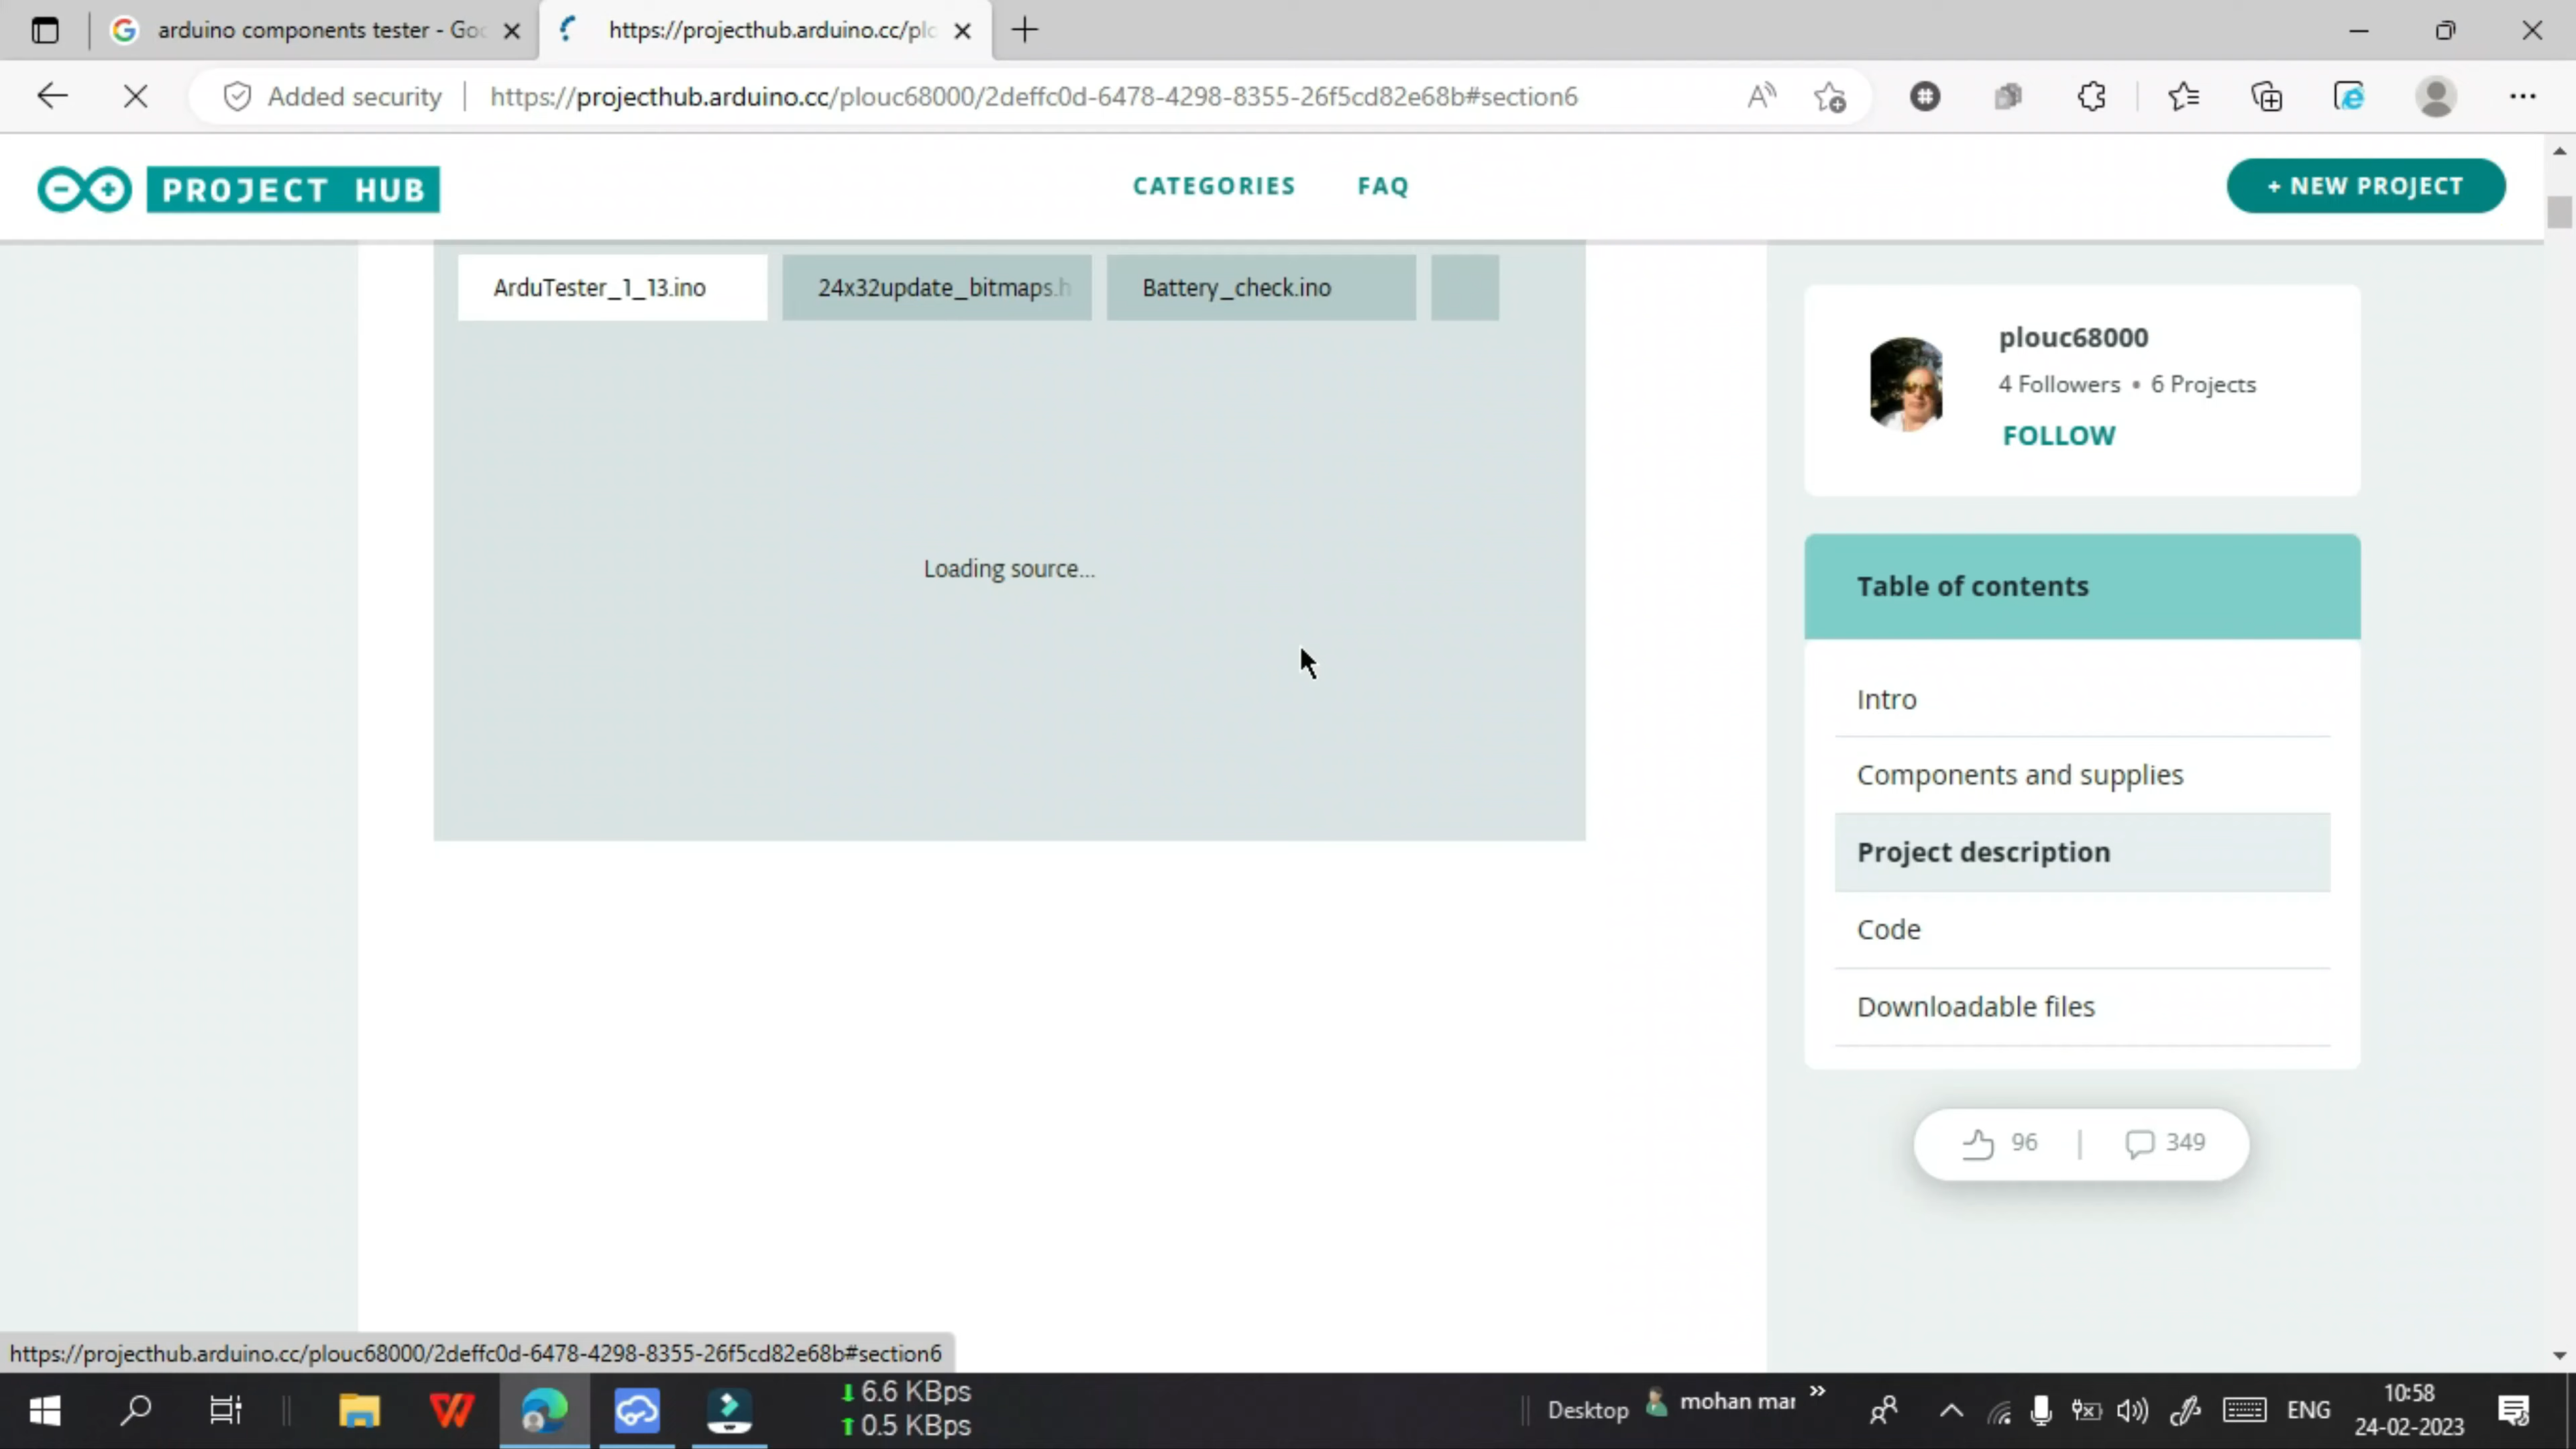 arduino components tester - Goo
https://projecthub.arduino.cc/plo
Added security
https://projecthub.arduino.cc/plouc68000/2deffc0d-6478-4298-8355-26f5cd82e68b#section6
PROJECT HUB
CATEGORIES
FAQ
+ NEW PROJECT
ArduTester_1_13.ino
24x32update_bitmaps.h
Battery_check.ino
Loading source...
plouc68000
4 Followers • 6 Projects
FOLLOW
Table of contents
Intro
Components and supplies
Project description
Code
Downloadable files
96
349
https://projecthub.arduino.cc/plouc68000/2deffc0d-6478-4298-8355-26f5cd82e68b#section6
6.6 KBps
0.5 KBps
Desktop
mohan mar
ENG
10:58
24-02-2023